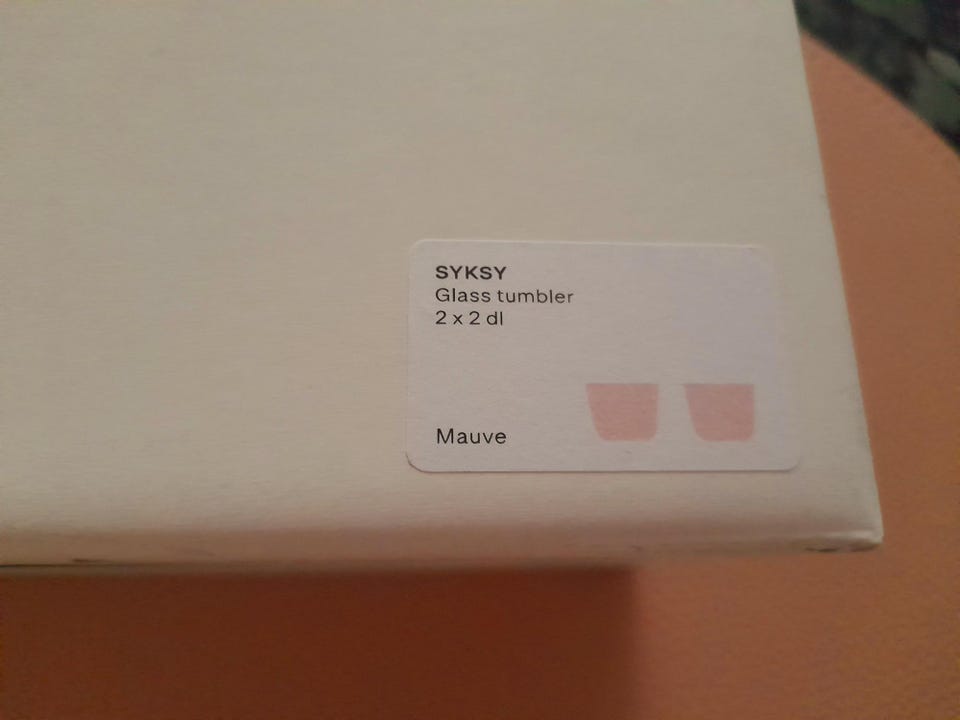 SYKSY
Glass tumbler
2 x 2 dl
Mauve